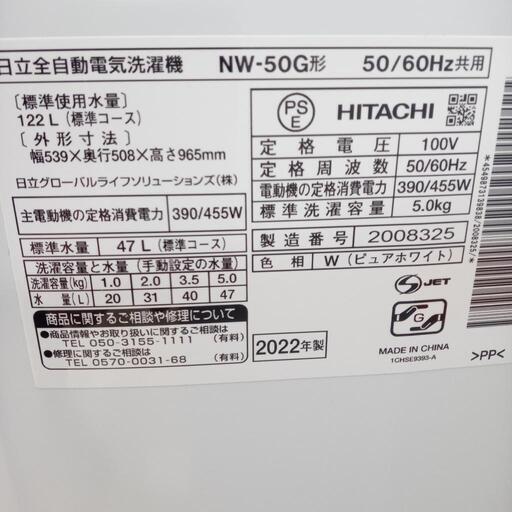 日立全自動電気洗濯機 NW-50G形 50/60Hz共用
〔標準使用水量〕
122L（標準コース）
〔外形寸法〕
幅539×奥行508×高さ965mm
日立グローバルライフソリューションズ（株）
主電動機の定格消費電力 390/455W
標準水量 47L（標準コース）
洗濯容量と水量（手動設定の水量）
洗濯容量(kg) 1.0 2.0 3.5 5.0
水量(L) 20 31 40 47
商品に関するご相談や修理について
●商品情報やお取り扱いに関するご相談
TEL 050-3155-1111 （有料）
●修理に関するご相談
TEL 0570-0031-68 （有料）
PSE HITACHI
定格電圧 100V
定格周波数 50/60Hz
電動機の定格消費電力 390/455W
標準洗濯容量 5.0kg
製造番号 2008325
色相 W（ピュアホワイト）
2022年製
G
S JET
MADE IN CHINA
1CHSE9393-A
>PP<